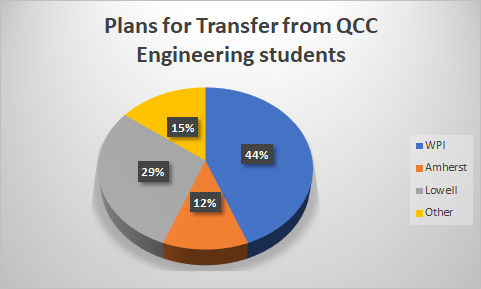 Plans for Transfer from QCC
Engineering students
15%
44%
29%
12%
WPI
Amherst
Lowell
Other